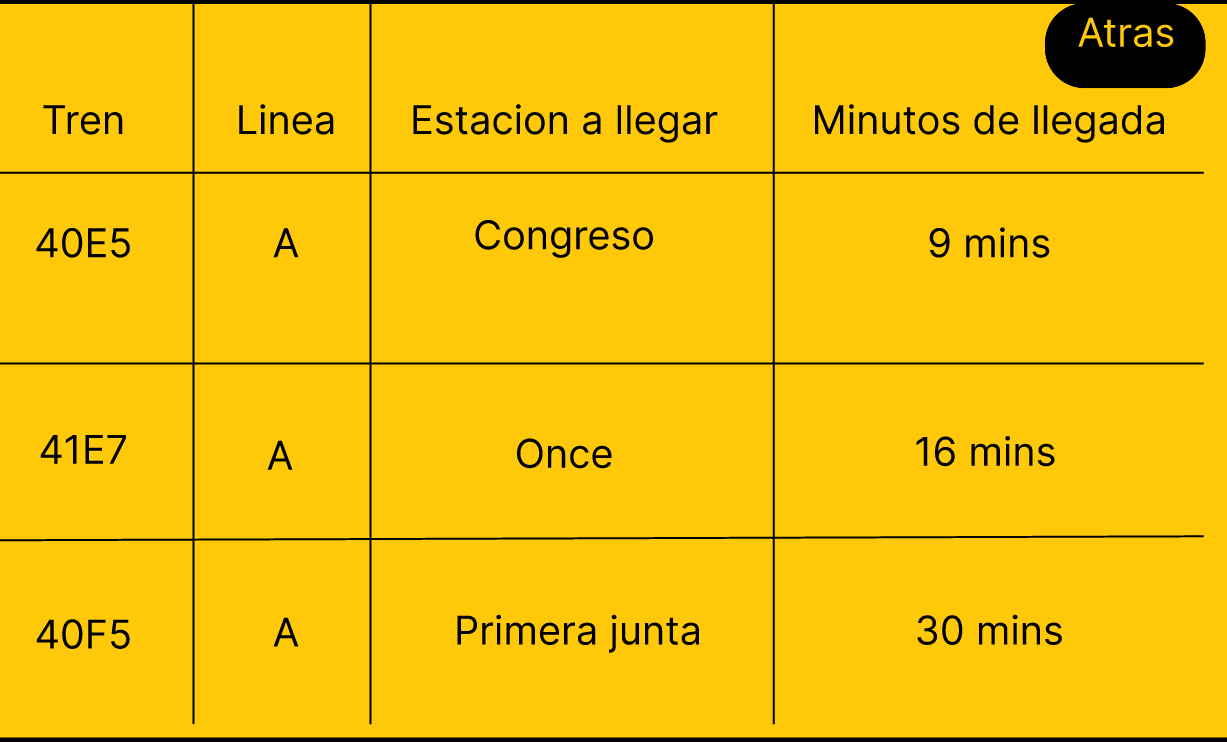 Atras
Tren Linea Estacion a llegar Minutos de llegada
40E5 A Congreso 9 mins
41E7 A Once 16 mins
40F5 A Primera junta 30 mins